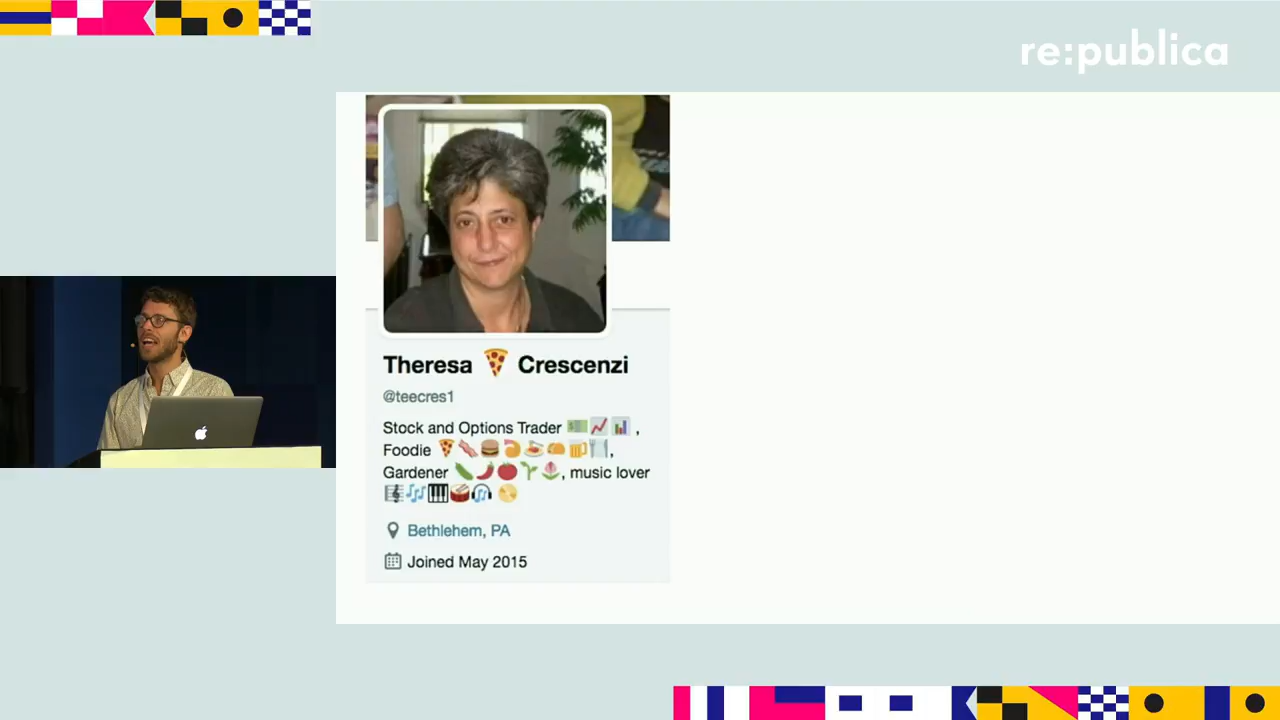 re:publica
Theresa 🍕 Crescenzi
@teecres1
Stock and Options Trader 💵📈📊 ,
Foodie 🍕🥓🍔🍤🍝🌮🍺🍽,
Gardener 🥒🌶🍅🌱🌷, music lover
🎼🎶🎹🥁🎧📀
Bethlehem, PA
Joined May 2015